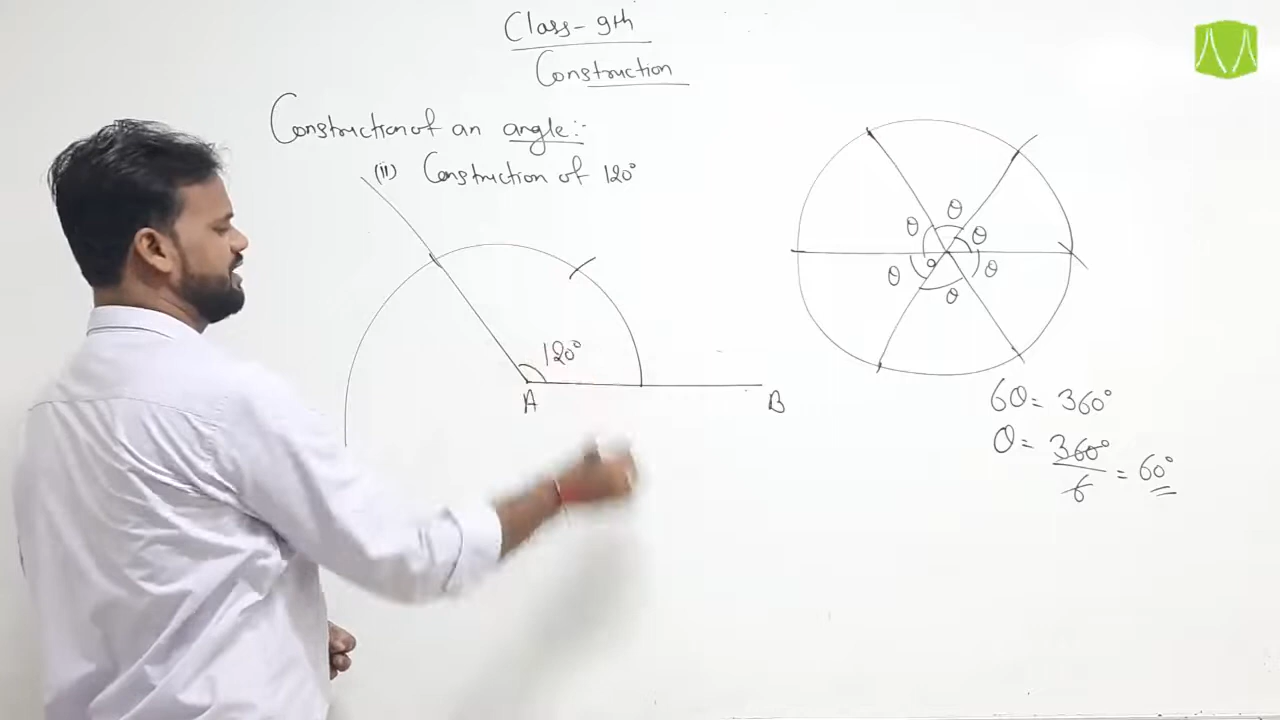 Class - 9th
Construction
Construction of an angle:-
(ii) Construction of 120°
120°
A
B
θ
θ θ
θ θ
θ
6θ = 360°
θ = 360°/6 = 60°